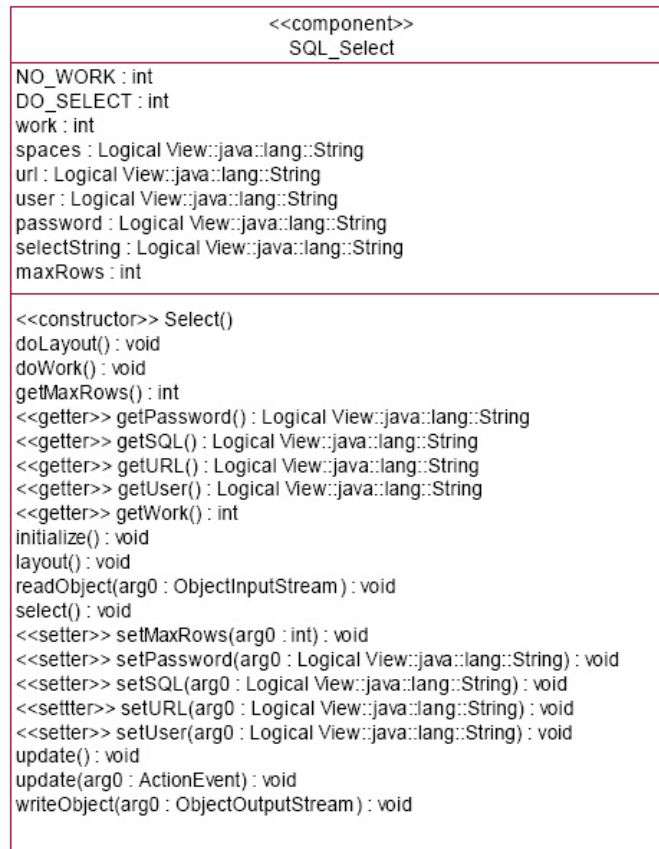 <<component>>
SQL_Select
NO_WORK : int
DO_SELECT : int
work : int
spaces : Logical View::java::lang::String
url : Logical View::java::lang::String
user : Logical View::java::lang::String
password : Logical View::java::lang::String
selectString : Logical View::java::lang::String
maxRows : int
<<constructor>> Select()
doLayout() : void
doWork() : void
getMaxRows() : int
<<getter>> getPassword() : Logical View::java::lang::String
<<getter>> getSQL() : Logical View::java::lang::String
<<getter>> getURL() : Logical View::java::lang::String
<<getter>> getUser() : Logical View::java::lang::String
<<getter>> getWork() : int
initialize() : void
layout() : void
readObject(arg0 : ObjectInputStream) : void
select() : void
<<setter>> setMaxRows(arg0 : int) : void
<<setter>> setPassword(arg0 : Logical View::java::lang::String) : void
<<setter>> setSQL(arg0 : Logical View::java::lang::String) : void
<<settter>> setURL(arg0 : Logical View::java::lang::String) : void
<<setter>> setUser(arg0 : Logical View::java::lang::String) : void
update() : void
update(arg0 : ActionEvent) : void
writeObject(arg0 : ObjectOutputStream) : void